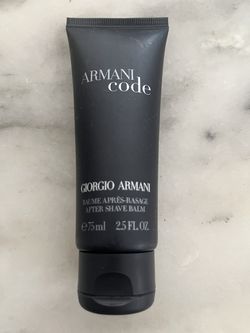 ARMANI
code
GIORGIO ARMANI
BAUME APRÈS-RASAGE
AFTER SHAVE BALM
℮75ml 2.5 FL.OZ.